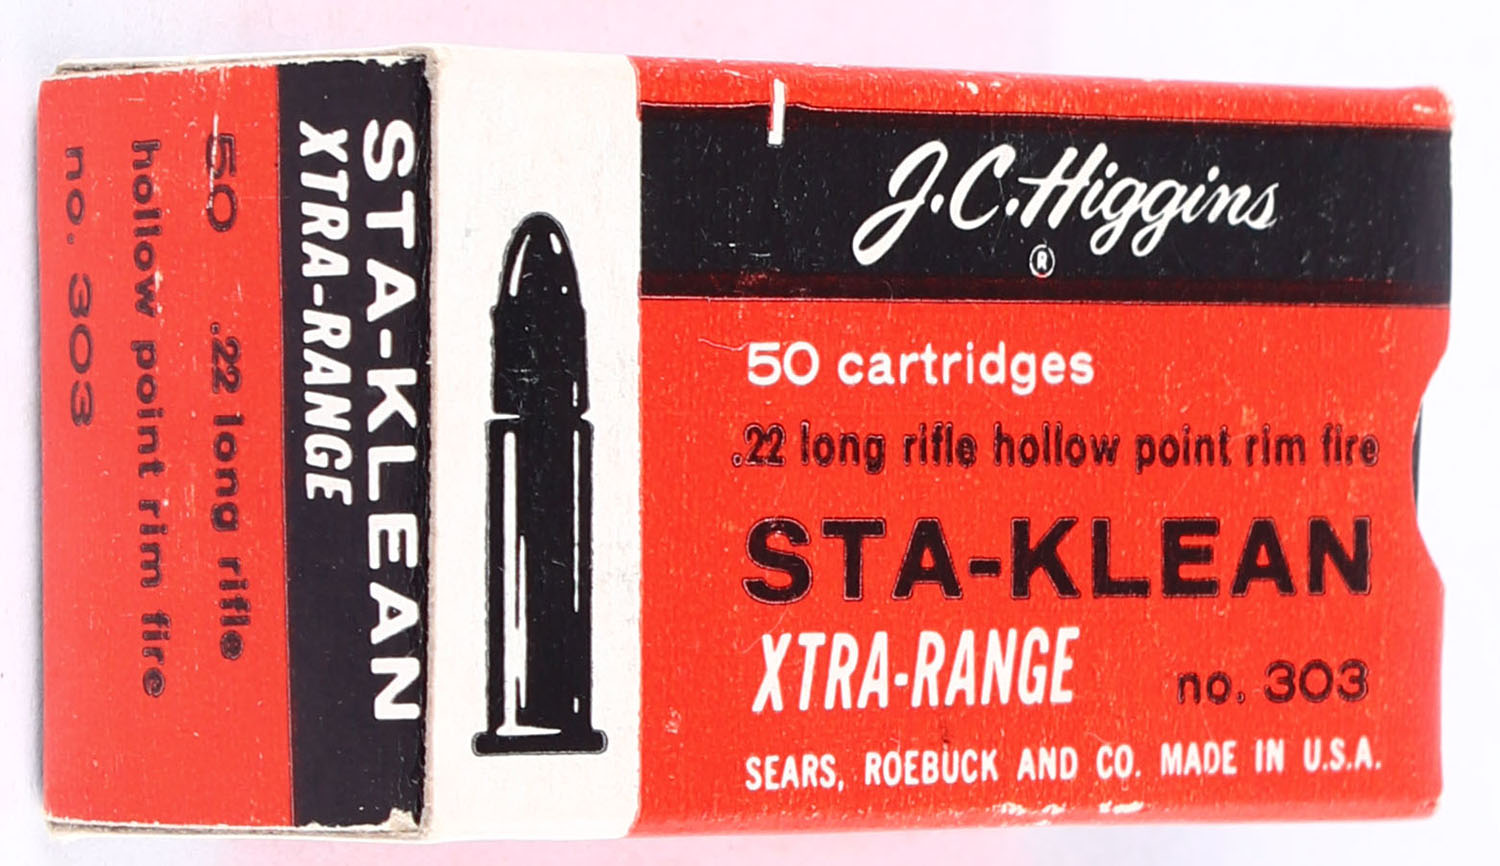 J.C. Higgins
®
50 cartridges
.22 long rifle hollow point rim fire
STA-KLEAN
XTRA-RANGE no. 303
SEARS, ROEBUCK AND CO. MADE IN U.S.A.
STA-KLEAN
XTRA-RANGE
50 .22 long rifle
hollow point rim fire
no. 303